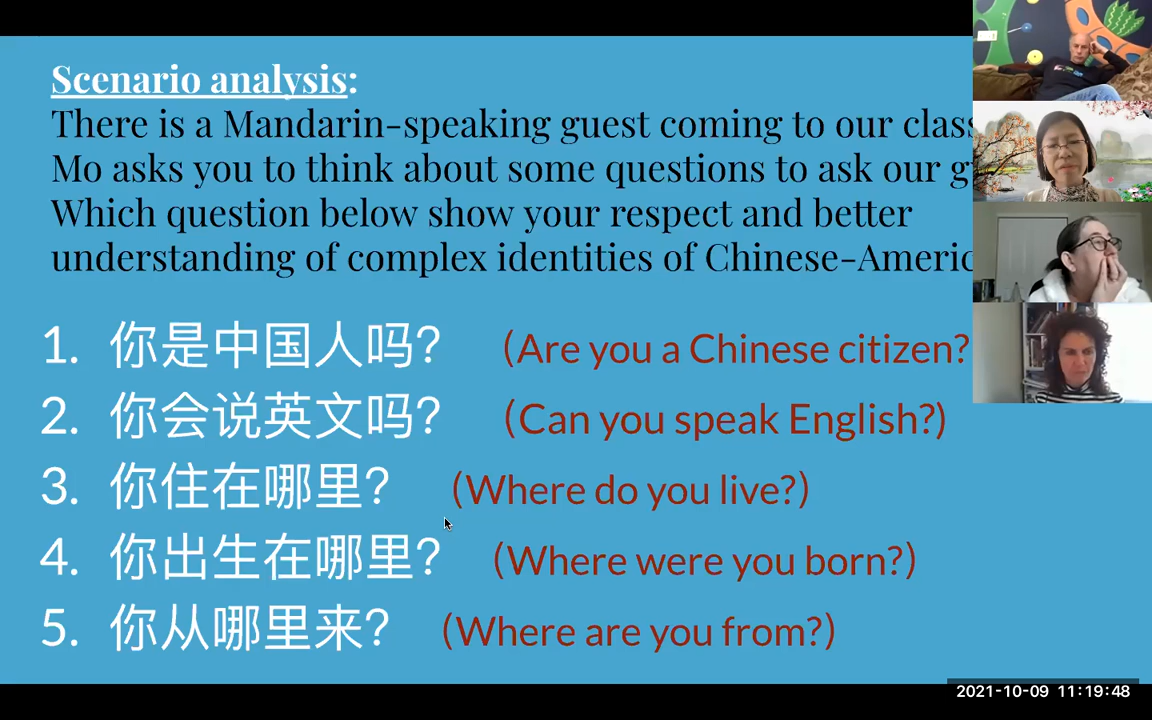 Scenario analysis:
There is a Mandarin-speaking guest coming to our class
Mo asks you to think about some questions to ask our g
Which question below show your respect and better
understanding of complex identities of Chinese-Americ
1. 你是中国人吗? (Are you a Chinese citizen?
2. 你会说英文吗? (Can you speak English?)
3. 你住在哪里? (Where do you live?)
4. 你出生在哪里? (Where were you born?)
5. 你从哪里来? (Where are you from?)
2021-10-09 11:19:48